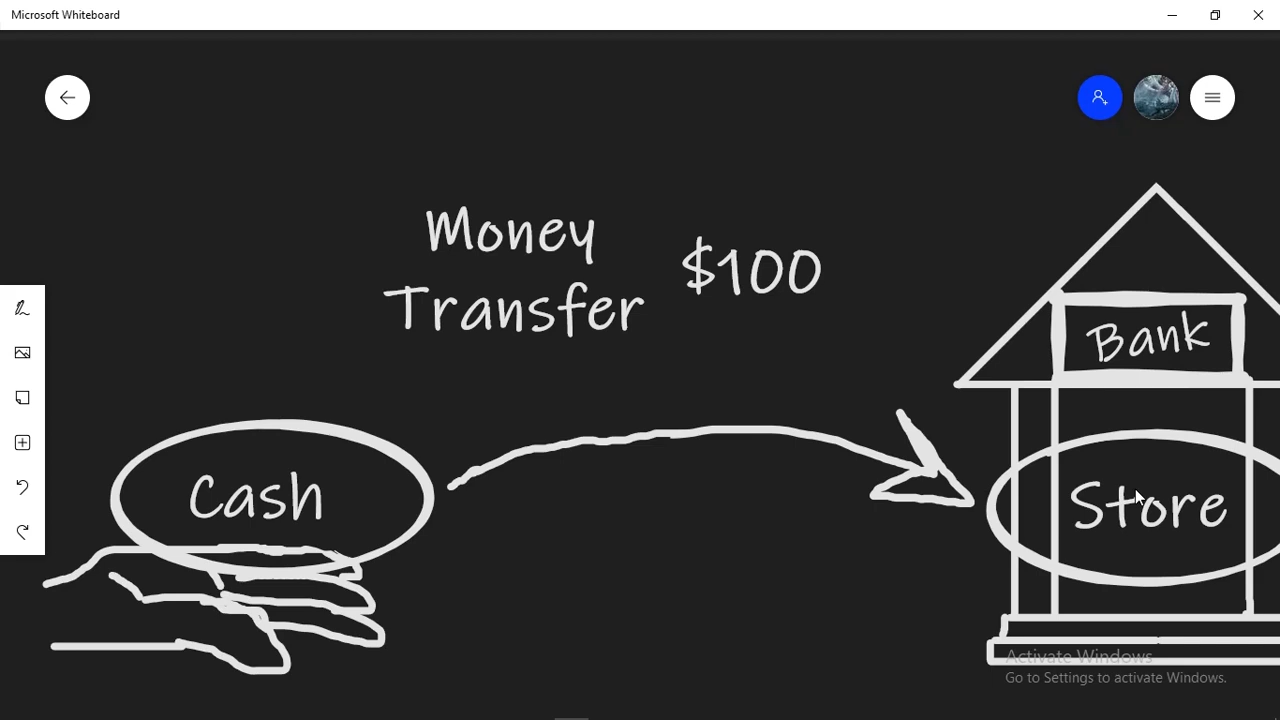 Microsoft Whiteboard
Money
Transfer
$100
Bank
Cash
Store
Activate Windows
Go to Settings to activate Windows.